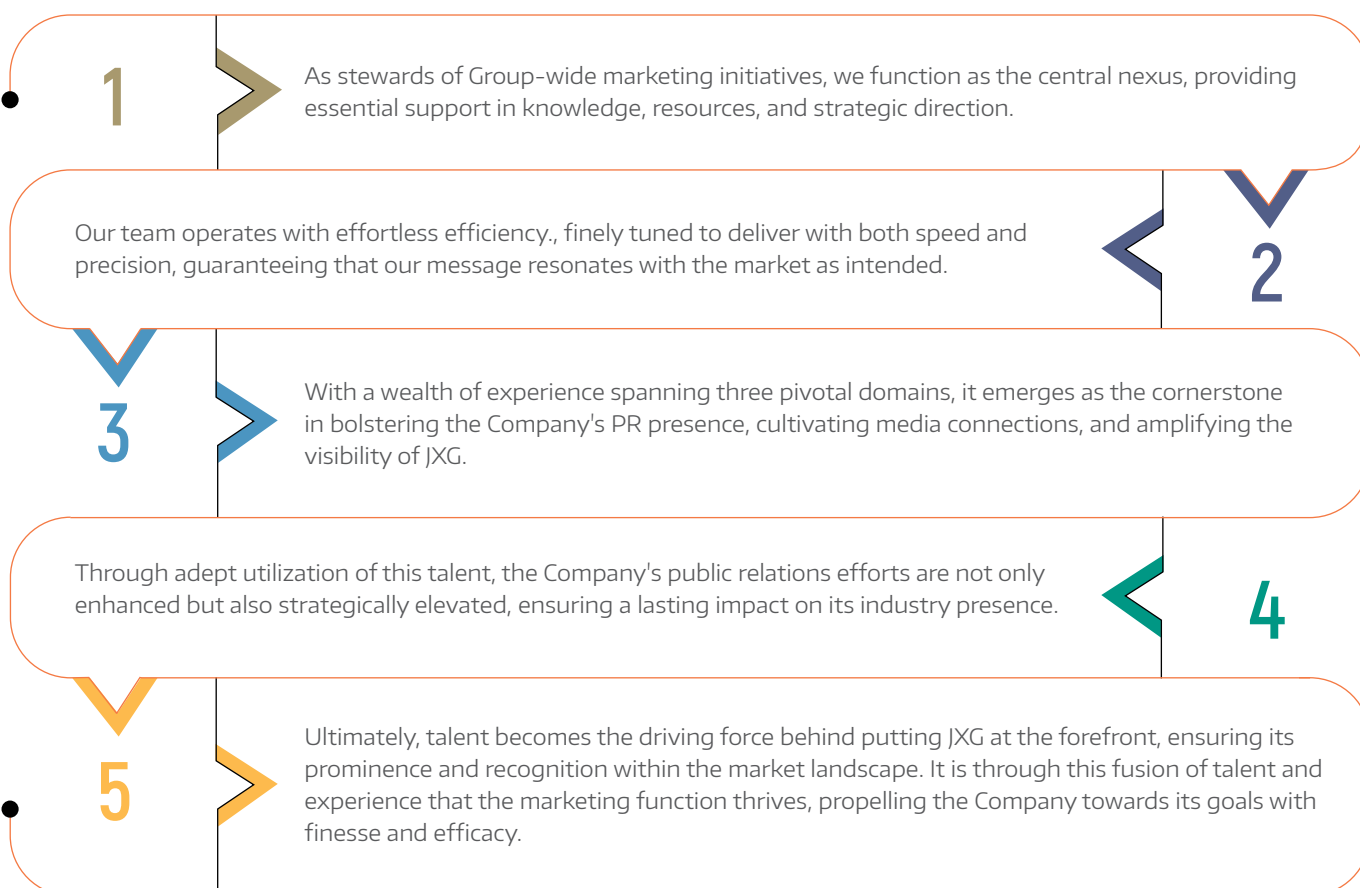 1
As stewards of Group-wide marketing initiatives, we function as the central nexus, providing
essential support in knowledge, resources, and strategic direction.
2
Our team operates with effortless efficiency., finely tuned to deliver with both speed and
precision, guaranteeing that our message resonates with the market as intended.
3
With a wealth of experience spanning three pivotal domains, it emerges as the cornerstone
in bolstering the Company's PR presence, cultivating media connections, and amplifying the
visibility of JXG.
4
Through adept utilization of this talent, the Company's public relations efforts are not only
enhanced but also strategically elevated, ensuring a lasting impact on its industry presence.
5
Ultimately, talent becomes the driving force behind putting JXG at the forefront, ensuring its
prominence and recognition within the market landscape. It is through this fusion of talent and
experience that the marketing function thrives, propelling the Company towards its goals with
finesse and efficacy.